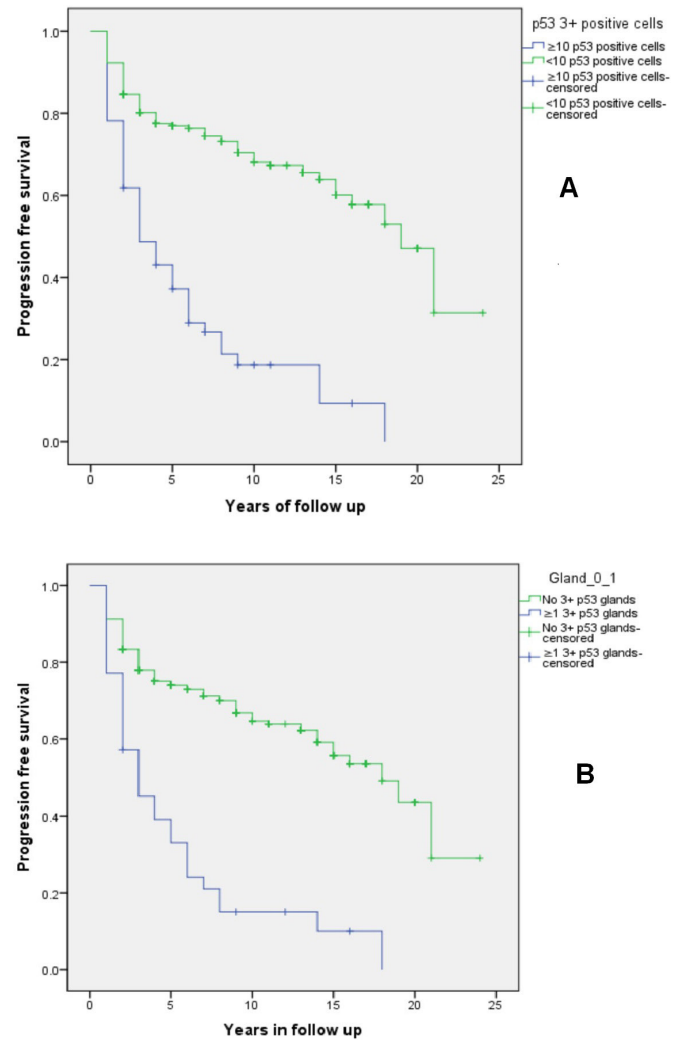 p53 3+ positive cells
≥10 p53 positive cells
<10 p53 positive cells
≥10 p53 positive cells-
censored
<10 p53 positive cells-
censored
A
Progression free survival
1.0
0.8
0.6
0.4
0.2
0.0
0 5 10 15 20 25
Years of follow up
Gland_0_1
No 3+ p53 glands
≥1 3+ p53 glands
No 3+ p53 glands-
censored
≥1 3+ p53 glands-
censored
B
Progression free survival
1.0
0.8
0.6
0.4
0.2
0.0
0 5 10 15 20 25
Years in follow up